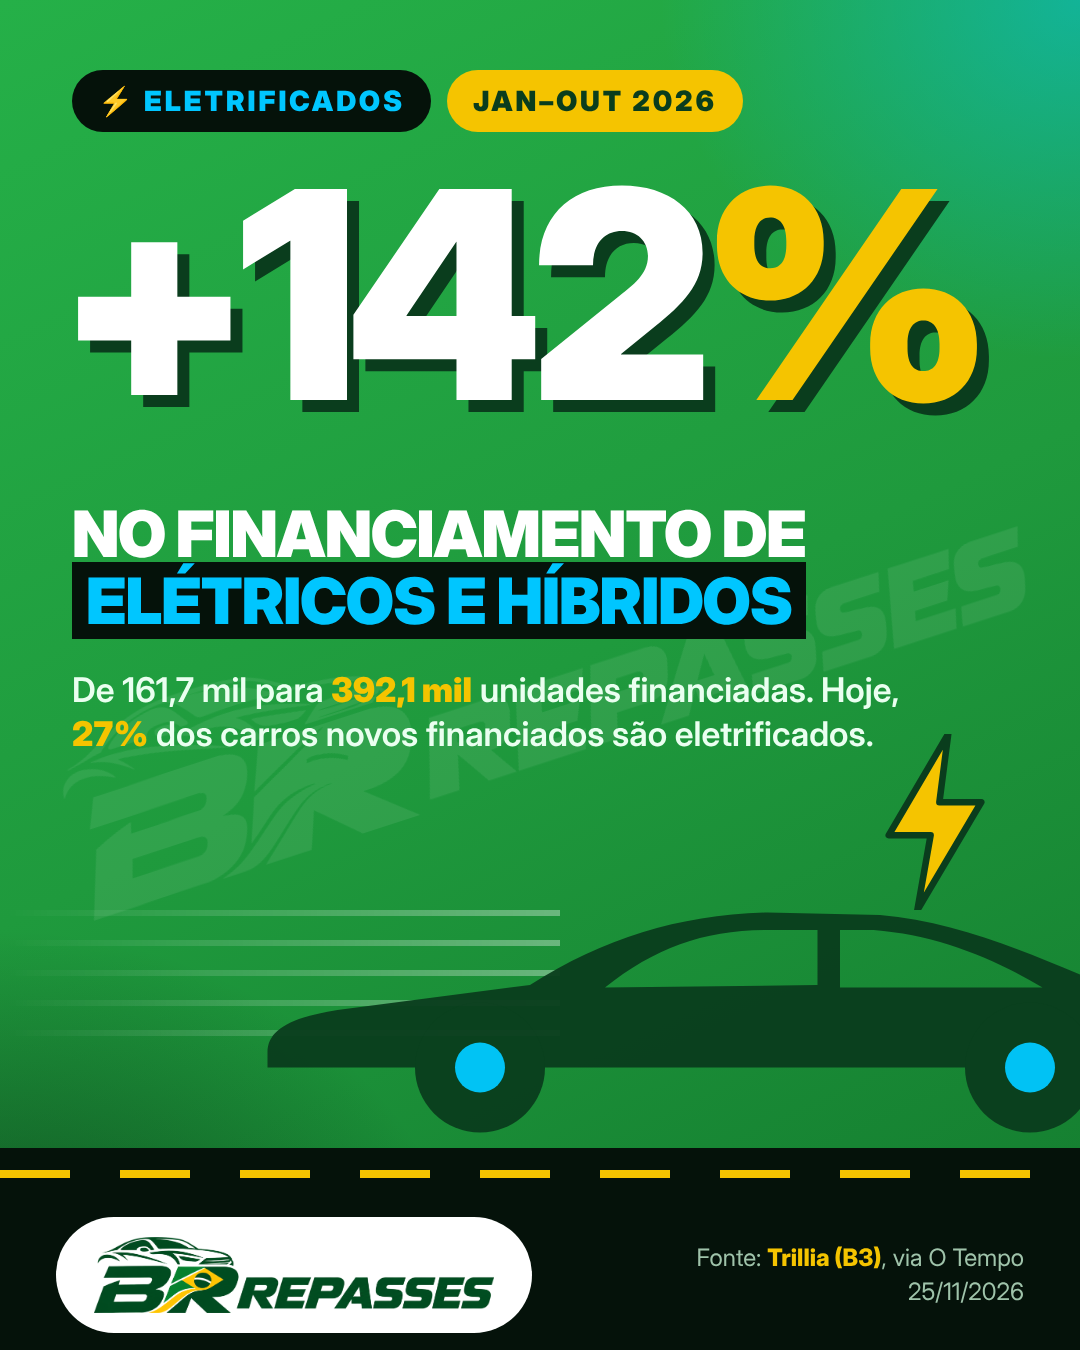 ⚡ ELETRIFICADOS
JAN–OUT 2026
+142%
NO FINANCIAMENTO DE
ELÉTRICOS E HÍBRIDOS
De 161,7 mil para 392,1 mil unidades financiadas. Hoje,
27% dos carros novos financiados são eletrificados.
BR REPASSES
BR REPASSES
Fonte: Trillia (B3), via O Tempo
25/11/2026